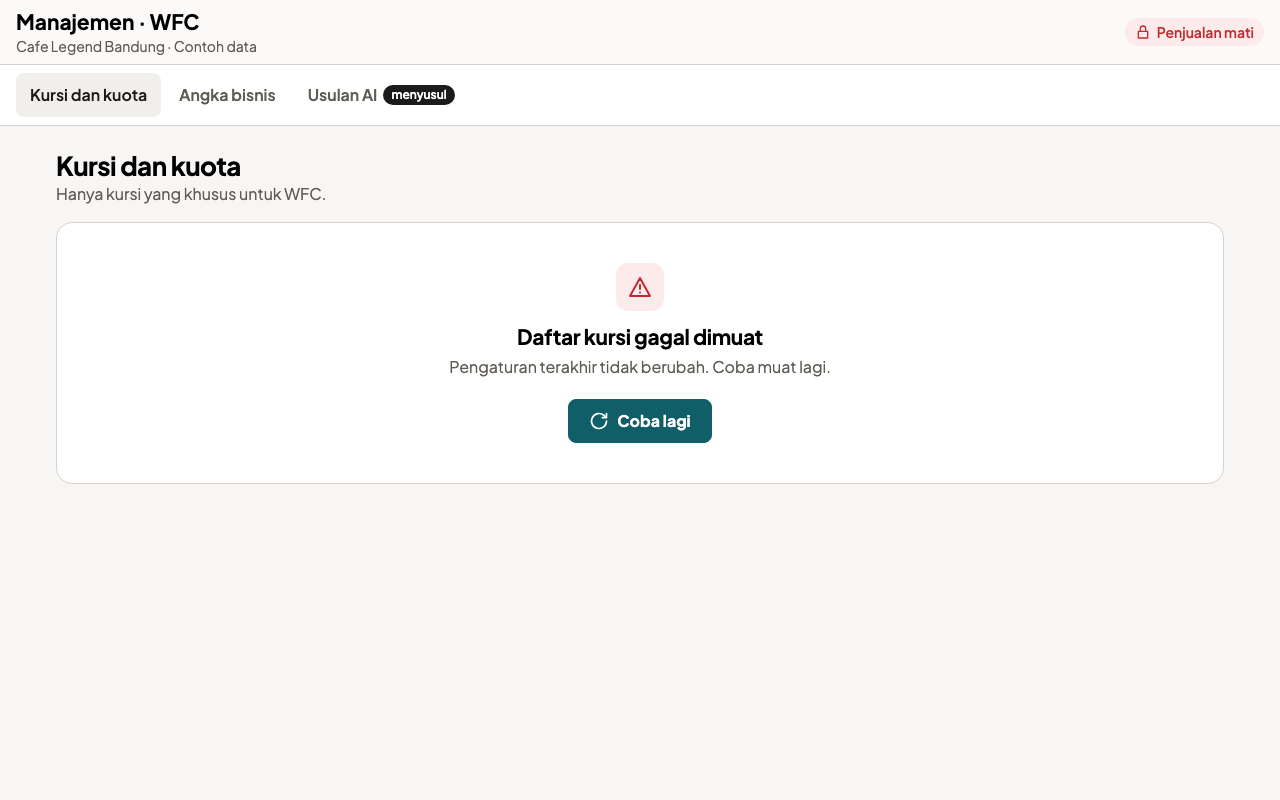 Manajemen · WFC
Cafe Legend Bandung · Contoh data
Penjualan mati
Kursi dan kuota
Angka bisnis
Usulan AI
menyusul
Kursi dan kuota
Hanya kursi yang khusus untuk WFC.
Daftar kursi gagal dimuat
Pengaturan terakhir tidak berubah. Coba muat lagi.
Coba lagi